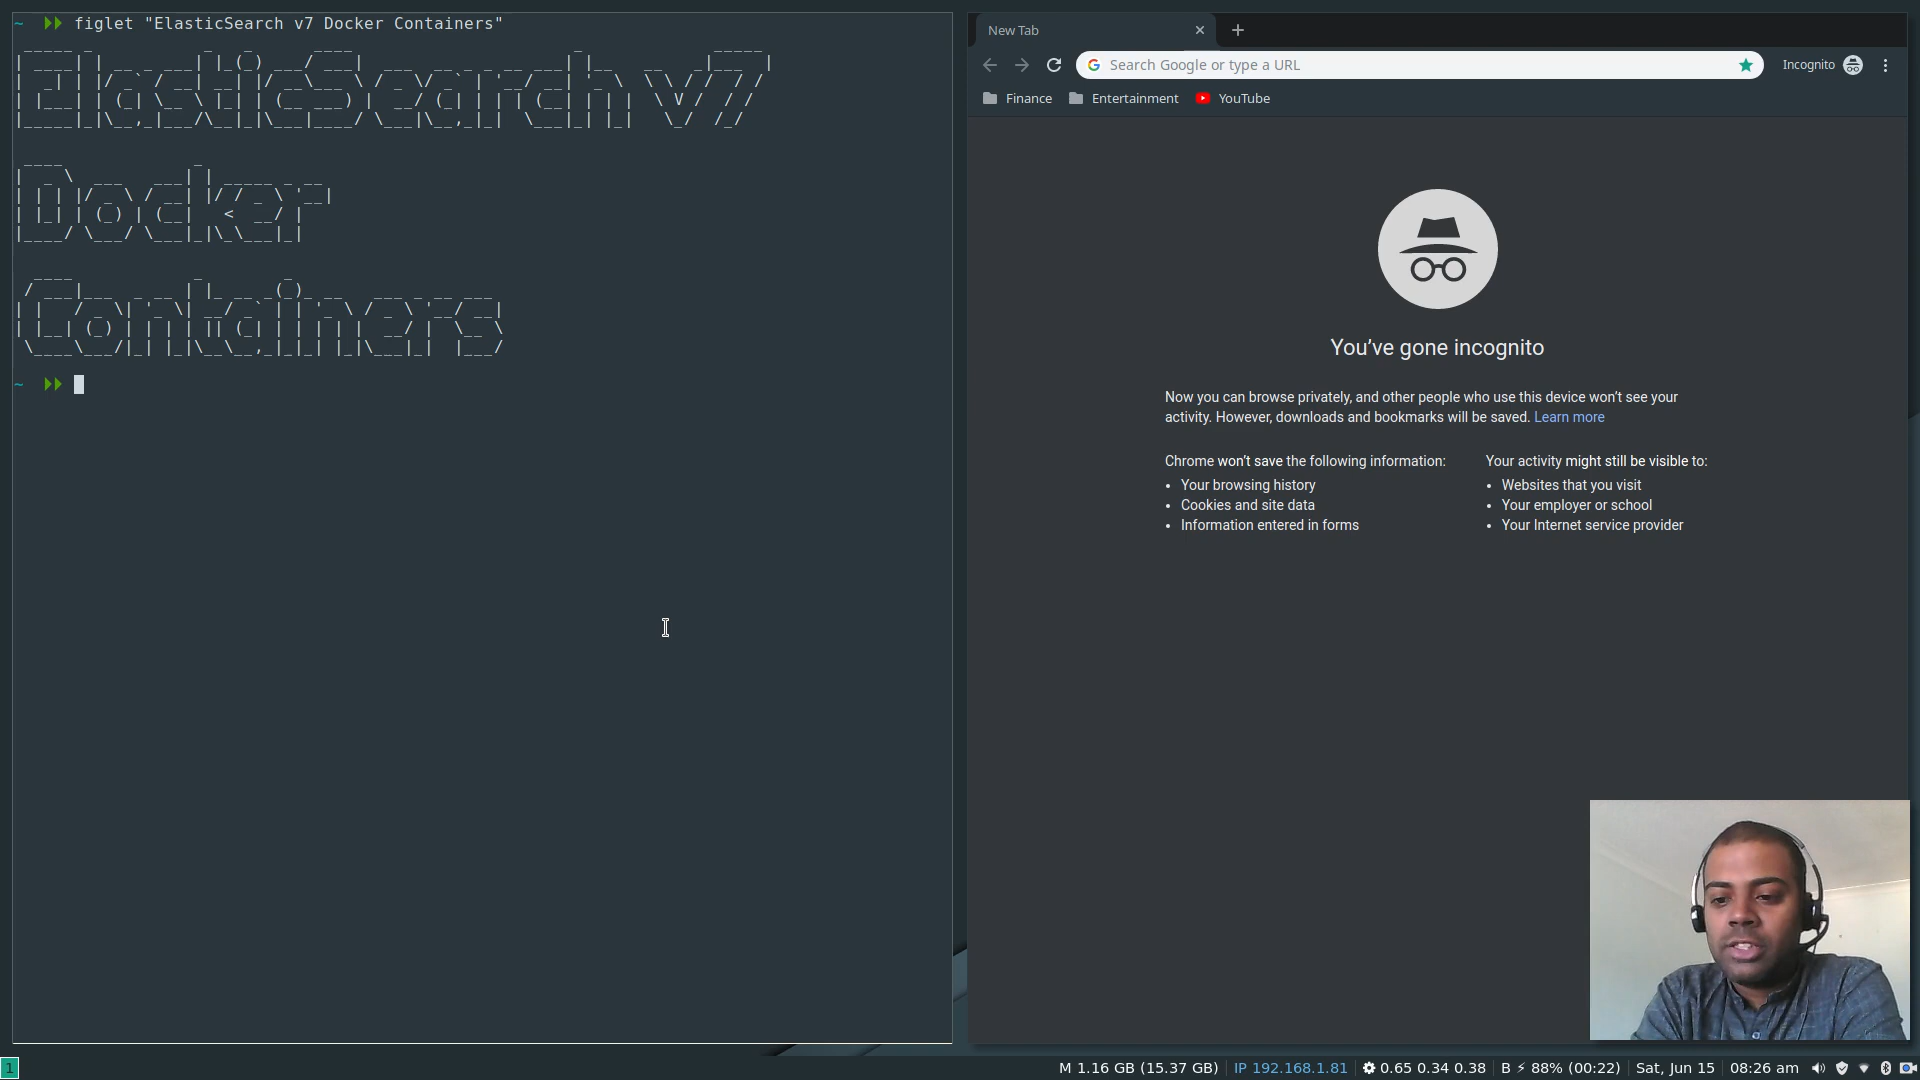 ~ figlet "ElasticSearch v7 Docker Containers"
ElasticSearch v7
Docker
Containers
~
New Tab
Search Google or type a URL
Incognito
Finance
Entertainment
YouTube
You've gone incognito
Now you can browse privately, and other people who use this device won't see your
activity. However, downloads and bookmarks will be saved. Learn more
Chrome won't save the following information:
• Your browsing history
• Cookies and site data
• Information entered in forms
Your activity might still be visible to:
• Websites that you visit
• Your employer or school
• Your Internet service provider
1
M 1.16 GB (15.37 GB) IP 192.168.1.81 0.65 0.34 0.38 B ⚡ 88% (00:22) Sat, Jun 15 08:26 am